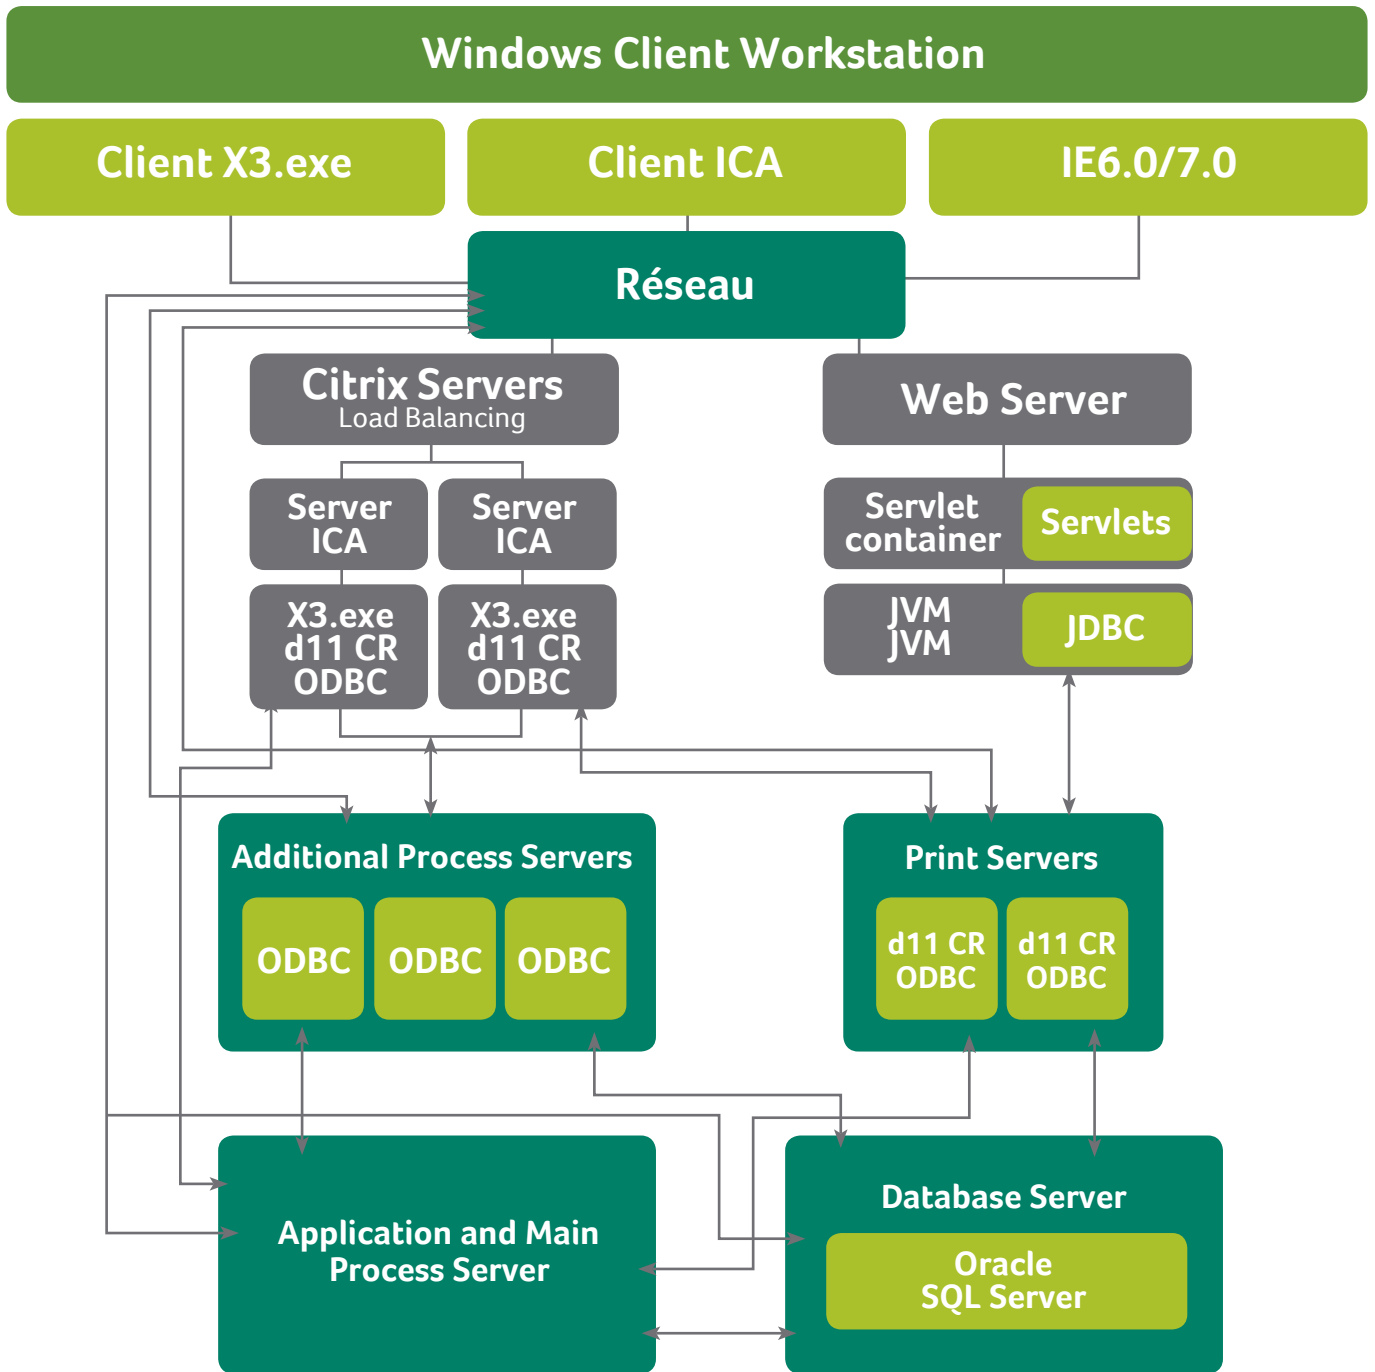 Windows Client Workstation
Client X3.exe
Client ICA
IE6.0/7.0
Réseau
Citrix Servers
Load Balancing
Web Server
Server
ICA
Server
ICA
Servlet
container
Servlets
X3.exe
d11 CR
ODBC
X3.exe
d11 CR
ODBC
JVM
JVM
JDBC
Additional Process Servers
ODBC
ODBC
ODBC
Print Servers
d11 CR
ODBC
d11 CR
ODBC
Application and Main
Process Server
Database Server
Oracle
SQL Server